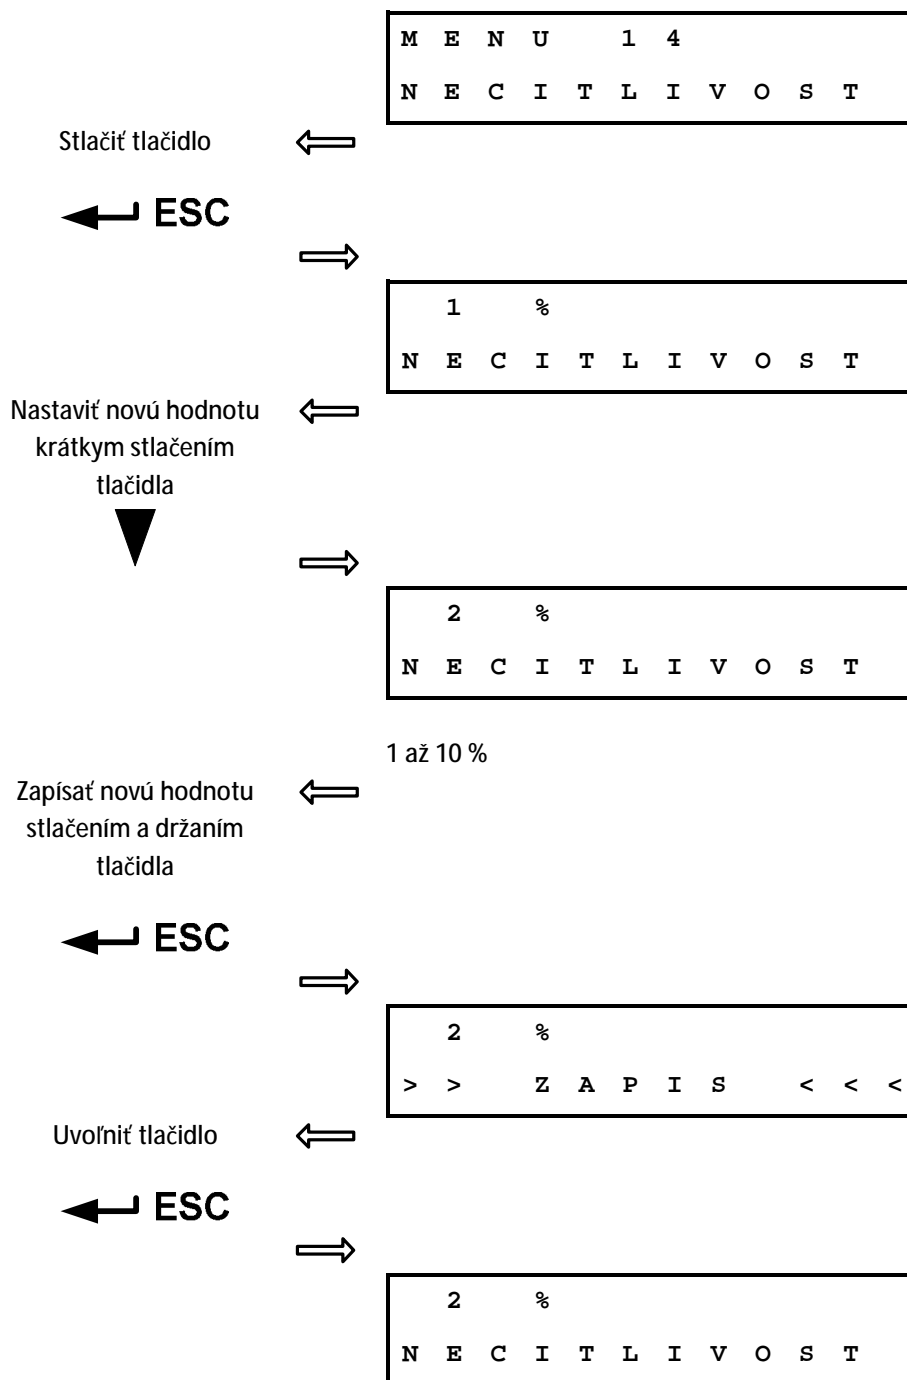 MENU 14
NECITLIVOST
Stlačiť tlačidlo
ESC
1 %
NECITLIVOST
Nastaviť novú hodnotu
krátkym stlačením
tlačidla
2 %
NECITLIVOST
1 až 10 %
Zapísať novú hodnotu
stlačením a držaním
tlačidla
ESC
2 %
>> ZAPIS <<<
Uvoľniť tlačidlo
ESC
2 %
NECITLIVOST